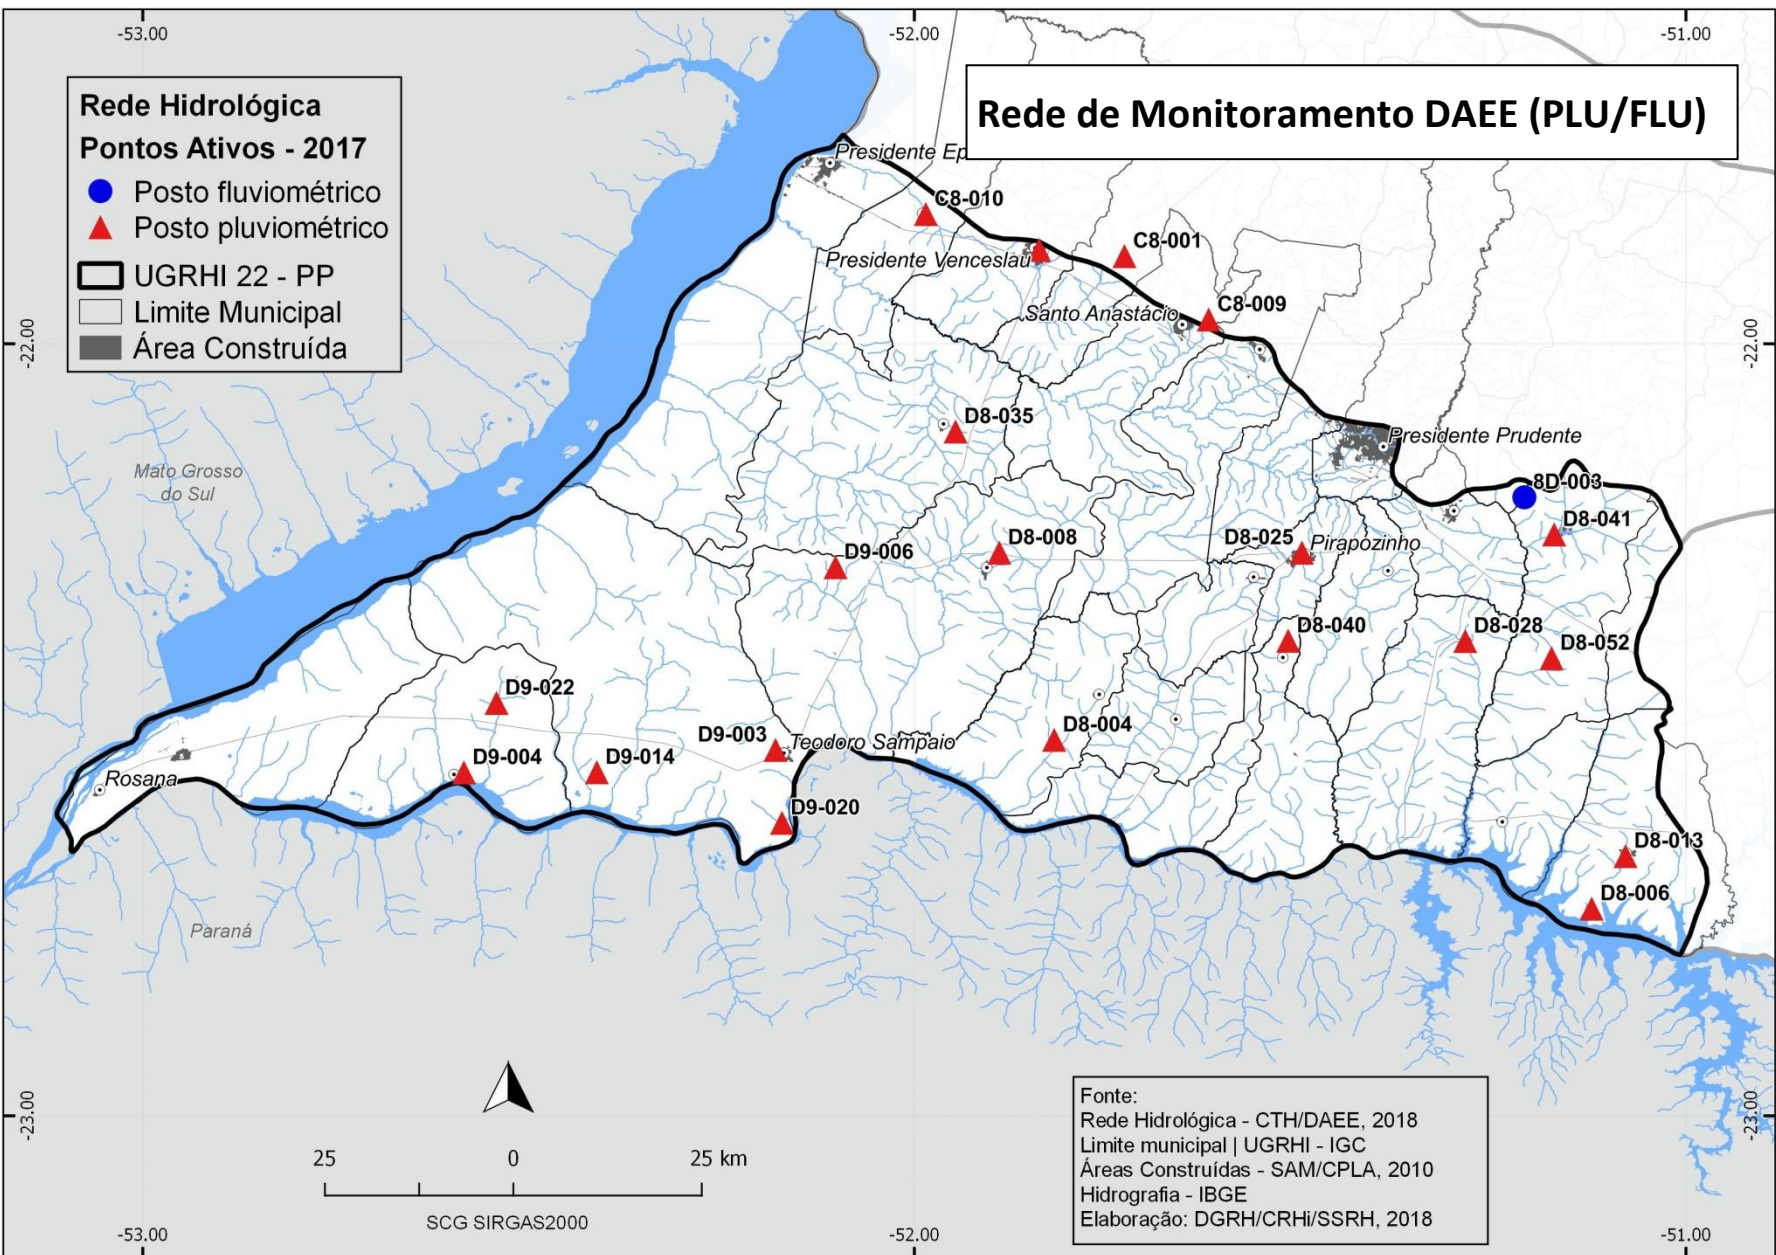 -53.00
-52.00
-51.00
Rede Hidrológica
Pontos Ativos - 2017
Posto fluviométrico
Posto pluviométrico
UGRHI 22 - PP
Limite Municipal
Área Construída
Rede de Monitoramento DAEE (PLU/FLU)
Presidente Ep
C8-010
C8-001
Presidente Venceslau
C8-009
Santo Anastácio
-22.00
-22.00
D8-035
Presidente Prudente
Mato Grosso
do Sul
8D-003
D8-041
D8-025
Pirapozinho
D8-008
D9-006
D8-040
D8-028
D8-052
D9-022
D8-004
D9-003
Teodoro Sampaio
D9-004
D9-014
Rosana
D9-020
D8-013
D8-006
Paraná
-23.00
-23.00
25
0
25 km
SCG SIRGAS2000
Fonte:
Rede Hidrológica - CTH/DAEE, 2018
Limite municipal | UGRHI - IGC
Áreas Construídas - SAM/CPLA, 2010
Hidrografia - IBGE
Elaboração: DGRH/CRHi/SSRH, 2018
-53.00
-52.00
-51.00